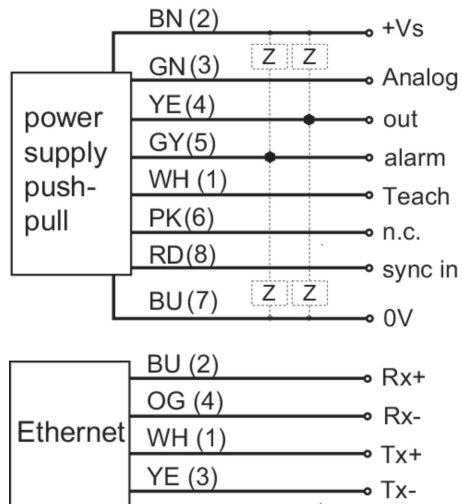 BN (2) +Vs
Z Z
GN (3) Analog
YE (4) out
GY (5) alarm
WH (1) Teach
PK (6) n.c.
RD (8) sync in
Z Z
BU (7) 0V
power
supply
push-
pull
BU (2) Rx+
OG (4) Rx-
WH (1) Tx+
YE (3) Tx-
Ethernet